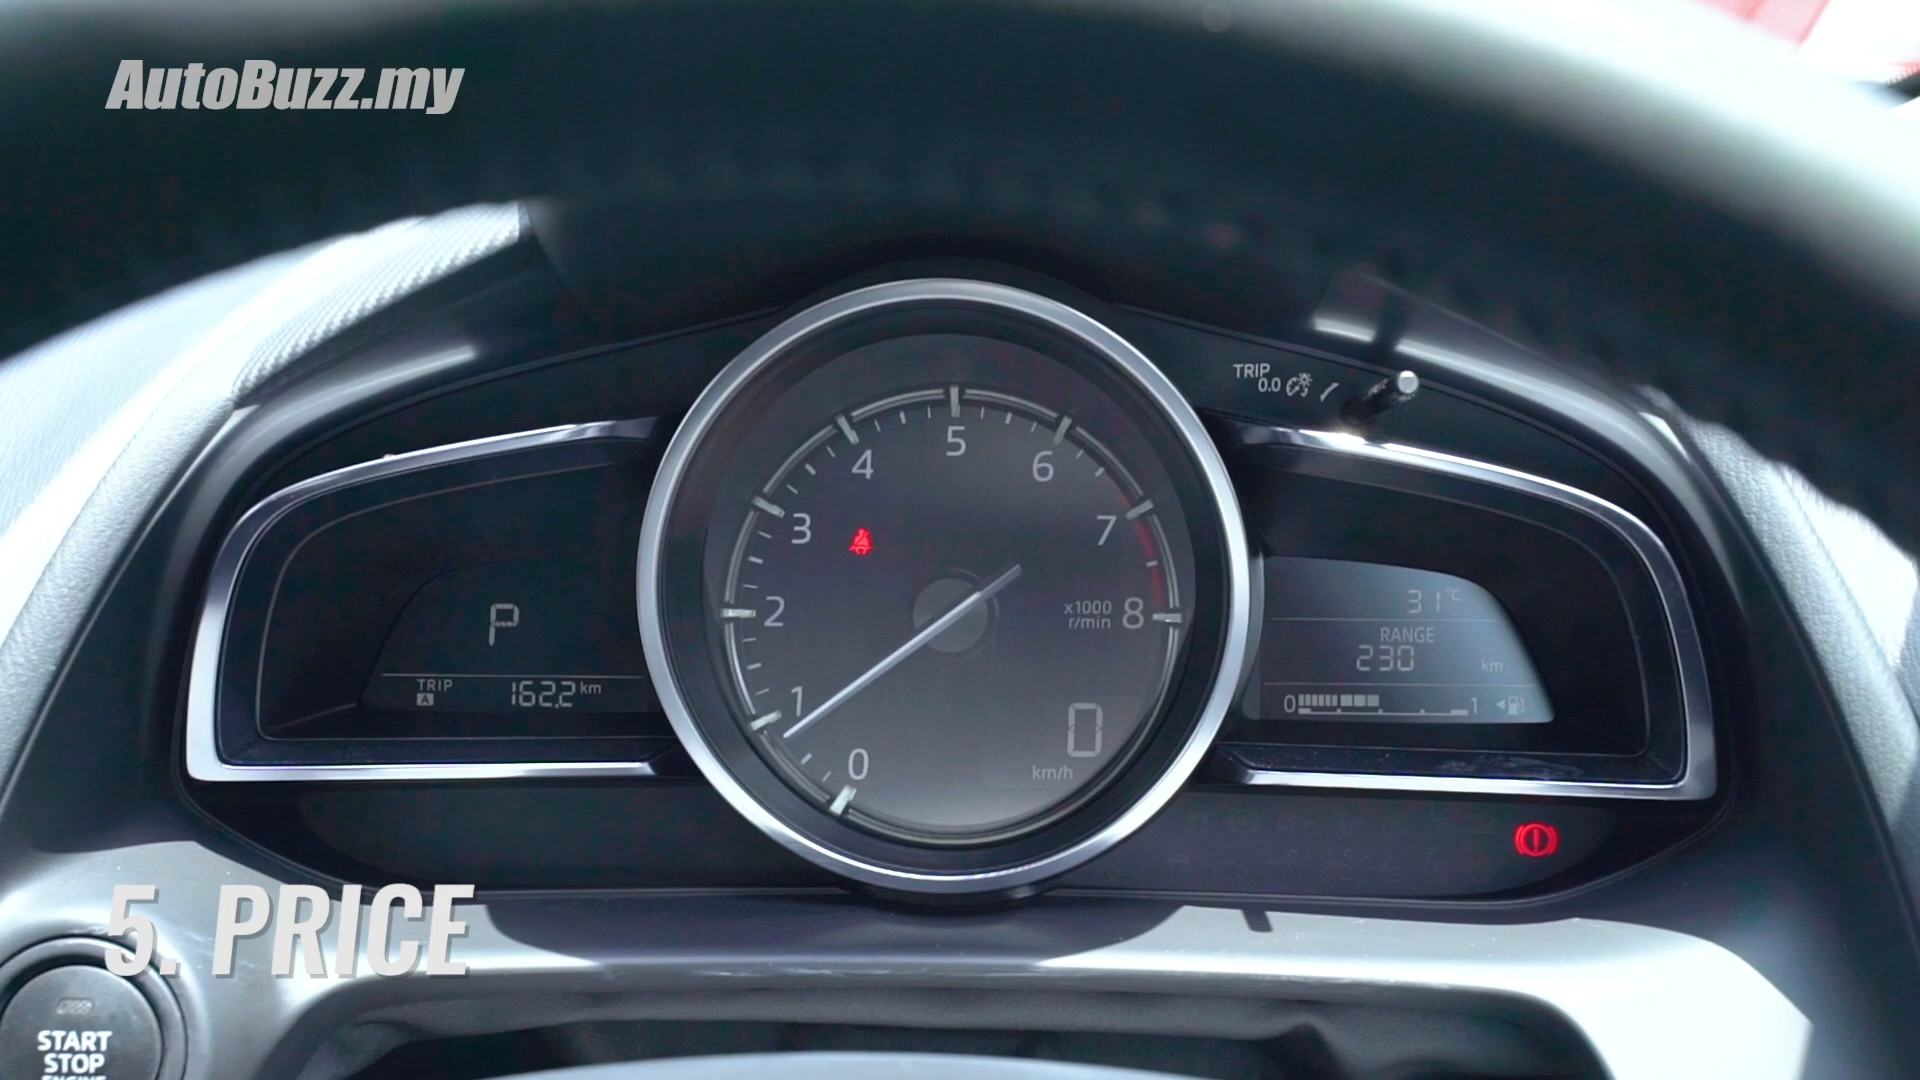 AutoBuzz.my
TRIP
0.0
5
4
6
3
7
2
x1000
r/min
8
1
0
0
km/h
P
TRIP
A
162.2 km
31°C
RANGE
230 km
0
1
5. PRICE
START
STOP
ENGINE